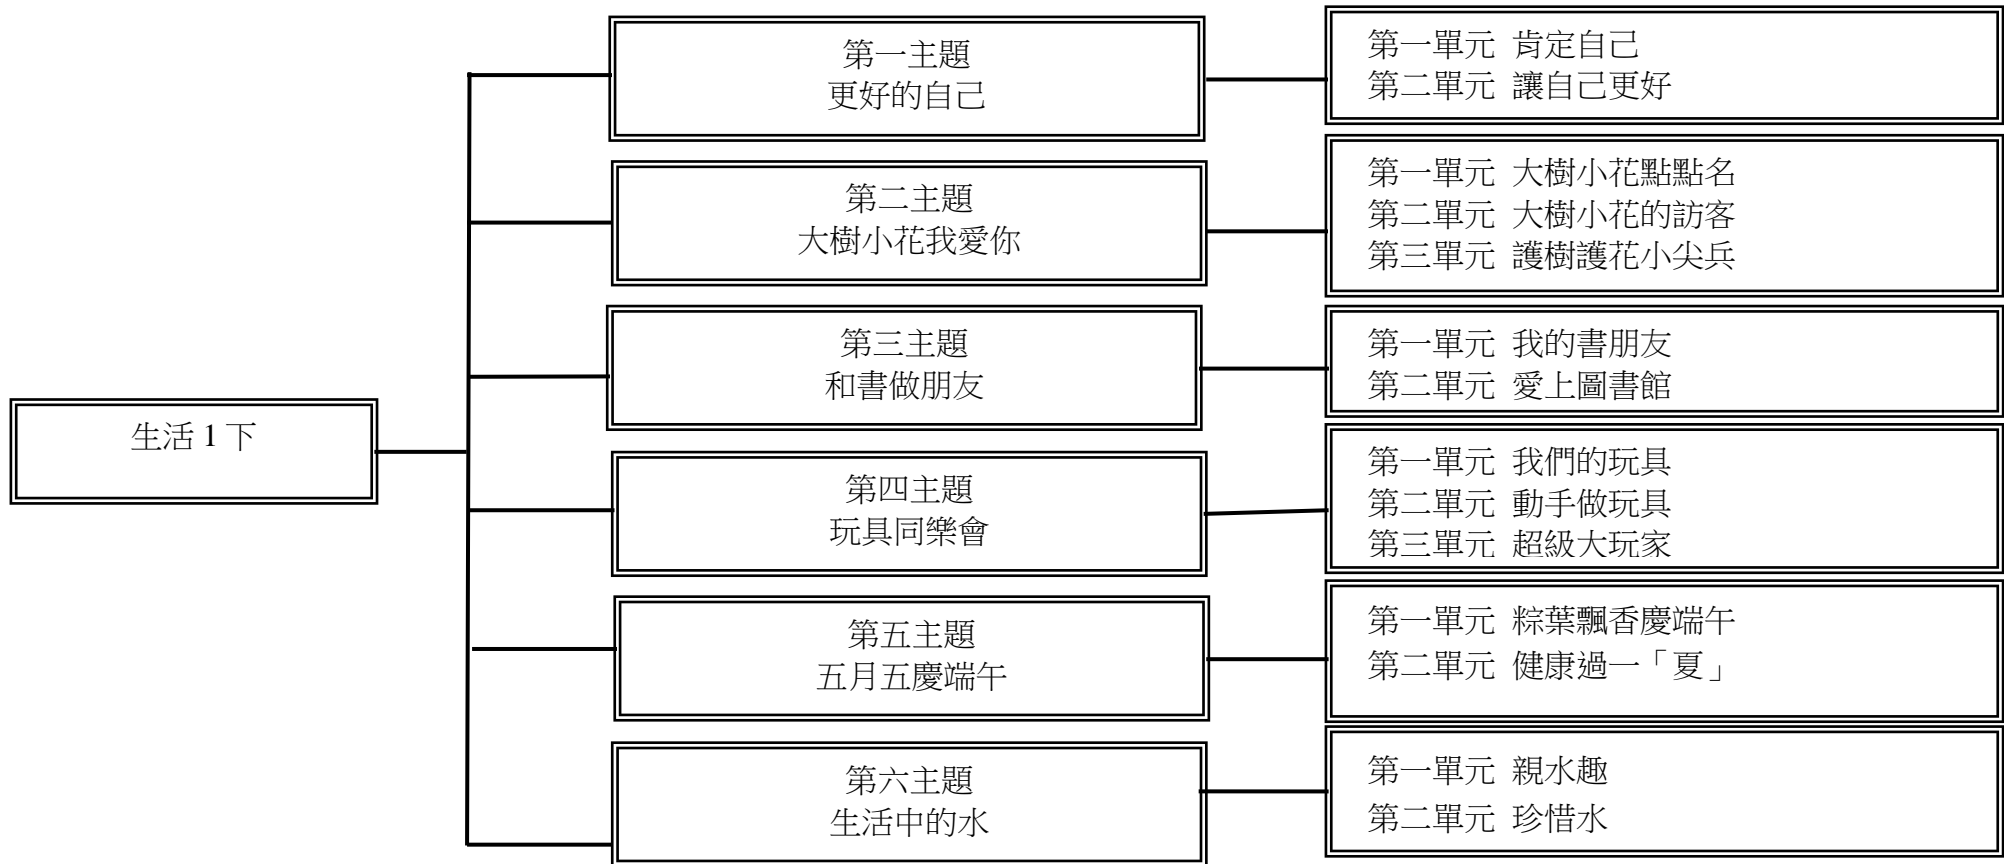 生活 1 下
第一主題
更好的自己
第一單元 肯定自己
第二單元 讓自己更好
第二主題
大樹小花我愛你
第一單元 大樹小花點點名
第二單元 大樹小花的訪客
第三單元 護樹護花小尖兵
第三主題
和書做朋友
第一單元 我的書朋友
第二單元 愛上圖書館
第四主題
玩具同樂會
第一單元 我們的玩具
第二單元 動手做玩具
第三單元 超級大玩家
第五主題
五月五慶端午
第一單元 粽葉飄香慶端午
第二單元 健康過一「夏」
第六主題
生活中的水
第一單元 親水趣
第二單元 珍惜水